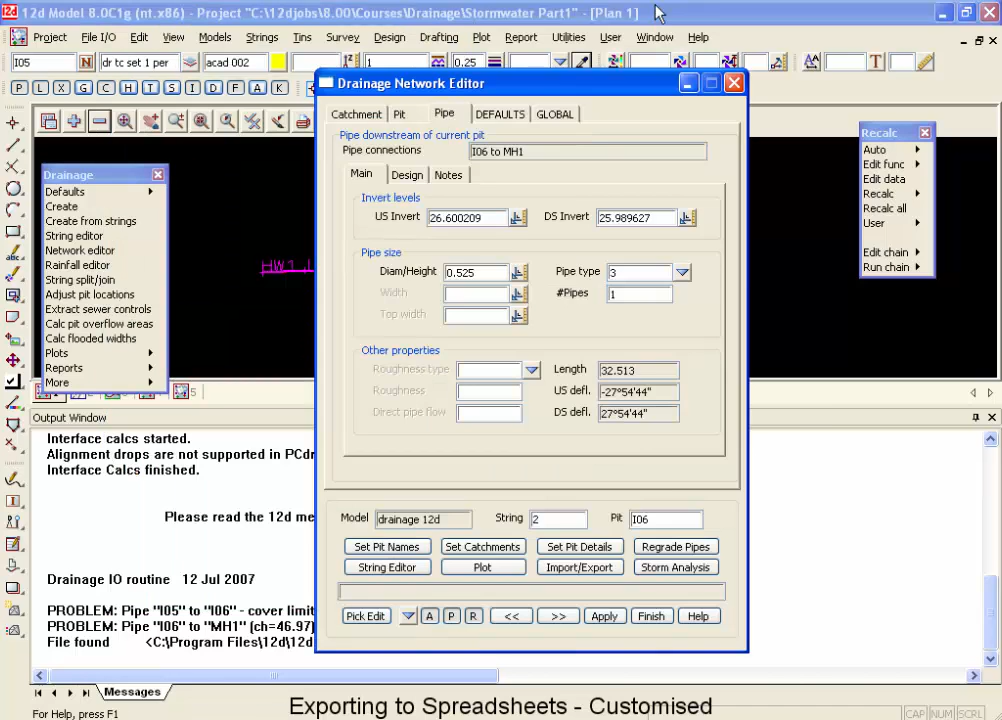 12d Model 8.0C1g (nt.x86) - Project "C:\12djobs\8.00\Courses\Drainage\Stormwater Part1" - [Plan 1]
Project File I/O Edit View Models Strings Tins Survey Design Drafting Plot Report Utilities User Window Help
I05 N dr tc set 1 per acad 002 1 0.25 T
P L X G C H T S I D F A K
Drainage Network Editor
Catchment Pit Pipe DEFAULTS GLOBAL
Pipe downstream of current pit
Pipe connections I06 to MH1
Main Design Notes
Invert levels
US Invert 26.600209 DS Invert 25.989627
Pipe size
Diam/Height 0.525 Pipe type 3
Width #Pipes 1
Top width
Other properties
Roughness type Length 32.513
Roughness US defl. -27°54'44"
Direct pipe flow DS defl. 27°54'44"
Model drainage 12d String 2 Pit I06
Set Pit Names Set Catchments Set Pit Details Regrade Pipes
String Editor Plot Import/Export Storm Analysis
Pick Edit A P R << >> Apply Finish Help
Drainage
Defaults
Create
Create from strings
String editor
Network editor
Rainfall editor
String split/join
Adjust pit locations
Extract sewer controls
Calc pit overflow areas
Calc flooded widths
Plots
Reports
More
HW1
5
Recalc
Auto
Edit func
Edit data
Recalc
Recalc all
User
Edit chain
Run chain
Output Window
Interface calcs started.
Alignment drops are not supported in PCdr
Interface Calcs finished.
Please read the 12d me
Drainage IO routine 12 Jul 2007
PROBLEM: Pipe "I05" to "I06" - cover limit
PROBLEM: Pipe "I06" to "MH1" (ch=46.97)
File found <C:\Program Files\12d\12d
Messages
Exporting to Spreadsheets - Customised
For Help, press F1
CAP NUM SCRL